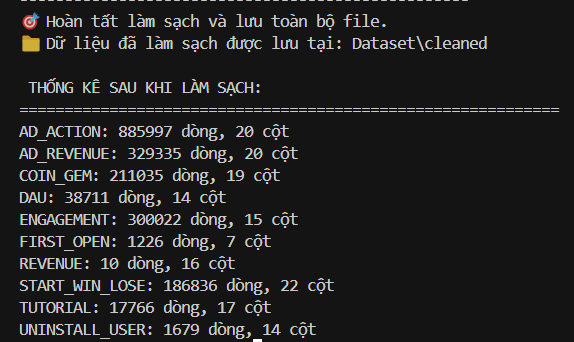 🎯 Hoàn tất làm sạch và lưu toàn bộ file.
📁 Dữ liệu đã làm sạch được lưu tại: Dataset\cleaned
THỐNG KÊ SAU KHI LÀM SẠCH:
============================================================
AD_ACTION: 885997 dòng, 20 cột
AD_REVENUE: 329335 dòng, 20 cột
COIN_GEM: 211035 dòng, 19 cột
DAU: 38711 dòng, 14 cột
ENGAGEMENT: 300022 dòng, 15 cột
FIRST_OPEN: 1226 dòng, 7 cột
REVENUE: 10 dòng, 16 cột
START_WIN_LOSE: 186836 dòng, 22 cột
TUTORIAL: 17766 dòng, 17 cột
UNINSTALL_USER: 1679 dòng, 14 cột